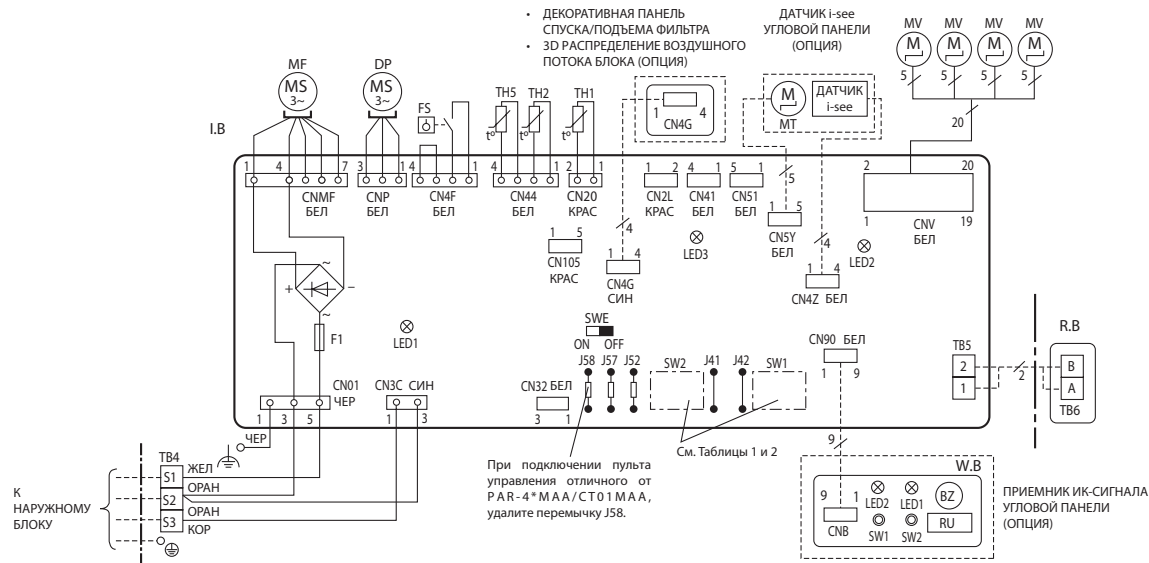 • ДЕКОРАТИВНАЯ ПАНЕЛЬ
СПУСКА/ПОДЪЕМА ФИЛЬТРА
• 3D РАСПРЕДЕЛЕНИЕ ВОЗДУШНОГО
ПОТОКА БЛОКА (ОПЦИЯ)
ДАТЧИК i-see
УГЛОВОЙ ПАНЕЛИ
(ОПЦИЯ)
MV MV MV MV
M M M M
5 5 5 5
20
MF DP
MS 3~ MS 3~
FS
TH5 TH2 TH1
t° t° t°
1 4
CN4G
M
MT
ДАТЧИК
i-see
I.B
1 4 7
CNMF
БЕЛ
3 1
CNP
БЕЛ
4 1
CN4F
БЕЛ
4 1
CN44
БЕЛ
2 1
CN20
КРАС
1 2
CN2L
КРАС
4 1
CN41
БЕЛ
5 1
CN51
БЕЛ
5
1 5
CN5Y
БЕЛ
2 20
1 19
CNV
БЕЛ
1 5
CN105
КРАС
4
1 4
CN4G
СИН
LED3
4
1 4
CN4Z БЕЛ
LED2
~
+ −
~
F1
LED1
SWE
ON OFF
J58 J57 J52
SW2
J41 J42
SW1
CN90 БЕЛ
1 9
TB5
2
1
2
R.B
B
A
TB6
CN01
ЧЕР
1 3 5
CN3C СИН
1 3
CN32 БЕЛ
3 1
См. Таблицы 1 и 2
При подключении пульта
управления отличного от
PAR-4*MAA/CT01MAA,
удалите перемычку J58.
ЧЕР
TB4
S1 ЖЕЛ
S2 ОРАН
S3 ОРАН
КОР
К
НАРУЖНОМУ
БЛОКУ
9
W.B
9 1
CNB
LED2 LED1
SW1 SW2
BZ
RU
ПРИЕМНИК ИК-СИГНАЛА
УГЛОВОЙ ПАНЕЛИ
(ОПЦИЯ)